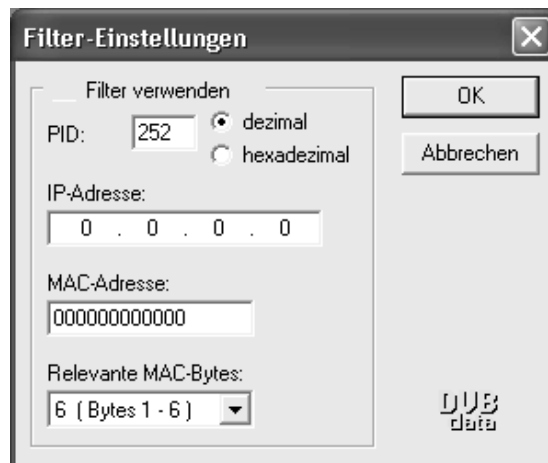 Filter-Einstellungen
Filter verwenden
PID:
252
dezimal
hexadezimal
OK
Abbrechen
IP-Adresse:
0 . 0 . 0 . 0
MAC-Adresse:
000000000000
Relevante MAC-Bytes:
6 ( Bytes 1 - 6 )
DVB
data